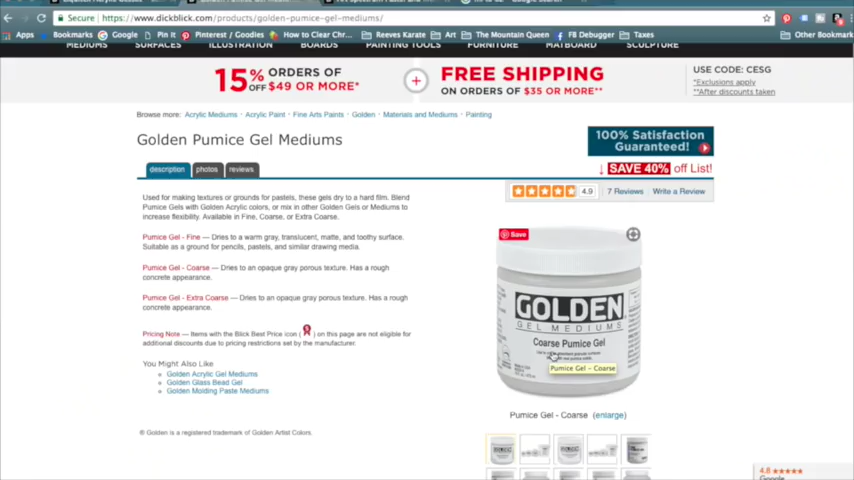 Secure
https://www.dickblick.com/products/golden-pumice-gel-mediums/
Apps
Bookmarks
Google
Pinterest / Goodies
How to Clear Chr...
Reeves Karate
Art
The Mountain Queen
FB Debugger
Taxes
Other Bookmark
MEDIUMS
SURFACES
ILLUSTRATION
BOARDS
PAINTING TOOLS
FURNITURE
MATBOARD
SCULPTURE
15% OFF
ORDERS OF
$49 OR MORE*
+
FREE SHIPPING
ON ORDERS OF $35 OR MORE**
USE CODE: CESG
*Exclusions apply
**After discounts taken
Browse more: Acrylic Mediums · Acrylic Paint · Fine Arts Paints · Golden · Materials and Mediums · Painting
Golden Pumice Gel Mediums
100% Satisfaction
Guaranteed!
↓ SAVE 40% off List!
description
photos
reviews
4.9
7 Reviews
Write a Review
Used for making textures or grounds for pastels, these gels dry to a hard film. Blend
Pumice Gels with Golden Acrylic colors, or mix in other Golden Gels or Mediums to
increase flexibility. Available in Fine, Coarse, or Extra Coarse.
Pumice Gel - Fine — Dries to a warm gray, translucent, matte, and toothy surface.
Suitable as a ground for pencils, pastels, and similar drawing media.
Pumice Gel - Coarse — Dries to an opaque gray porous texture. Has a rough
concrete appearance.
Pumice Gel - Extra Coarse — Dries to an opaque gray porous texture. Has a rough
concrete appearance.
Pricing Note — Items with the Blick Best Price icon ( ) on this page are not eligible for
additional discounts due to pricing restrictions set by the manufacturer.
You Might Also Like
Golden Acrylic Gel Mediums
Golden Glass Bead Gel
Golden Molding Paste Mediums
® Golden is a registered trademark of Golden Artist Colors.
Save
GOLDEN
GEL MEDIUMS
Coarse Pumice Gel
Pumice Gel - Coarse
Pumice Gel - Coarse (enlarge)
4.8
Google